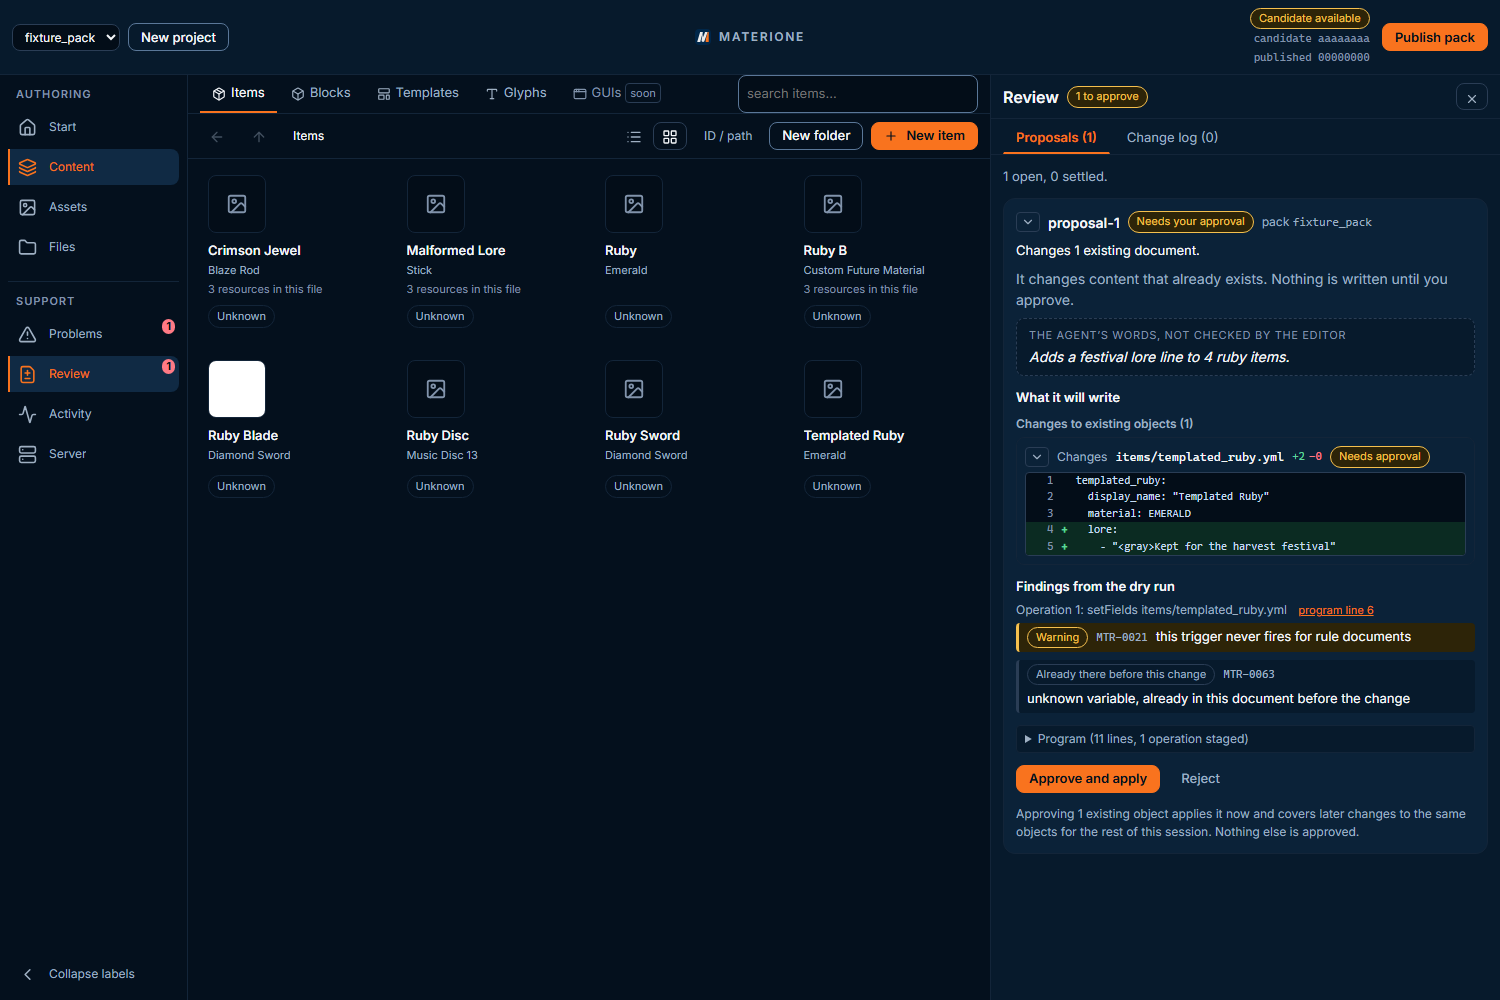 fixture_pack
New project
MATERIONE
Candidate available
candidate aaaaaaaa
published 00000000
Publish pack
AUTHORING
Start
Content
Assets
Files
SUPPORT
Problems 1
Review 1
Activity
Server
Collapse labels
Items
Blocks
Templates
Glyphs
GUIs soon
search items...
Items
ID / path
New folder
New item
Crimson Jewel
Blaze Rod
3 resources in this file
Unknown
Malformed Lore
Stick
3 resources in this file
Unknown
Ruby
Emerald
Unknown
Ruby B
Custom Future Material
3 resources in this file
Unknown
Ruby Blade
Diamond Sword
Unknown
Ruby Disc
Music Disc 13
Unknown
Ruby Sword
Diamond Sword
Unknown
Templated Ruby
Emerald
Unknown
Review 1 to approve
Proposals (1)
Change log (0)
1 open, 0 settled.
proposal-1 Needs your approval pack fixture_pack
Changes 1 existing document.
It changes content that already exists. Nothing is written until you
approve.
THE AGENT'S WORDS, NOT CHECKED BY THE EDITOR
Adds a festival lore line to 4 ruby items.
What it will write
Changes to existing objects (1)
Changes items/templated_ruby.yml +2 −0 Needs approval
1 templated_ruby:
2 display_name: "Templated Ruby"
3 material: EMERALD
4 + lore:
5 + - "<gray>Kept for the harvest festival"
Findings from the dry run
Operation 1: setFields items/templated_ruby.yml program line 6
Warning MTR-0021 this trigger never fires for rule documents
Already there before this change MTR-0063
unknown variable, already in this document before the change
Program (11 lines, 1 operation staged)
Approve and apply
Reject
Approving 1 existing object applies it now and covers later changes to the same
objects for the rest of this session. Nothing else is approved.